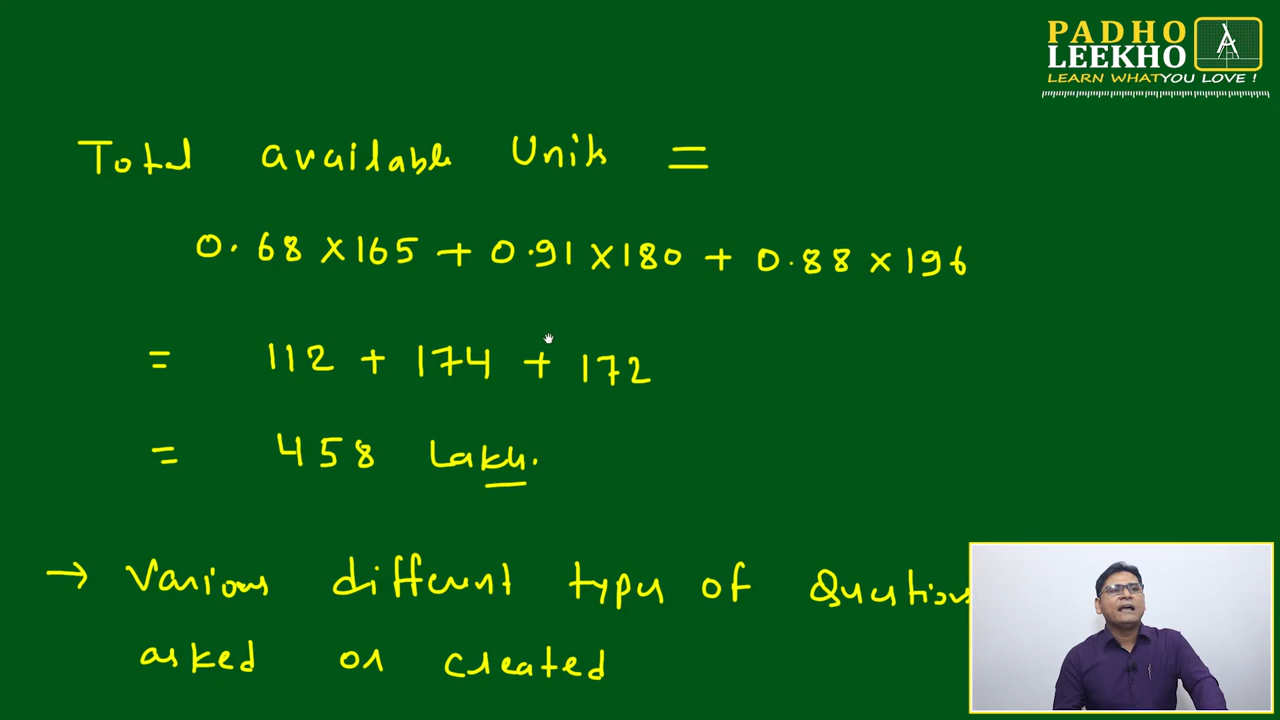 PADHO
LEEKHO
LEARN WHAT YOU LOVE !
Total available Units =
0.68 × 165 + 0.91 × 180 + 0.88 × 196
= 112 + 174 + 172
= 458 Lakh.
→ Various different types of Questions
asked or created